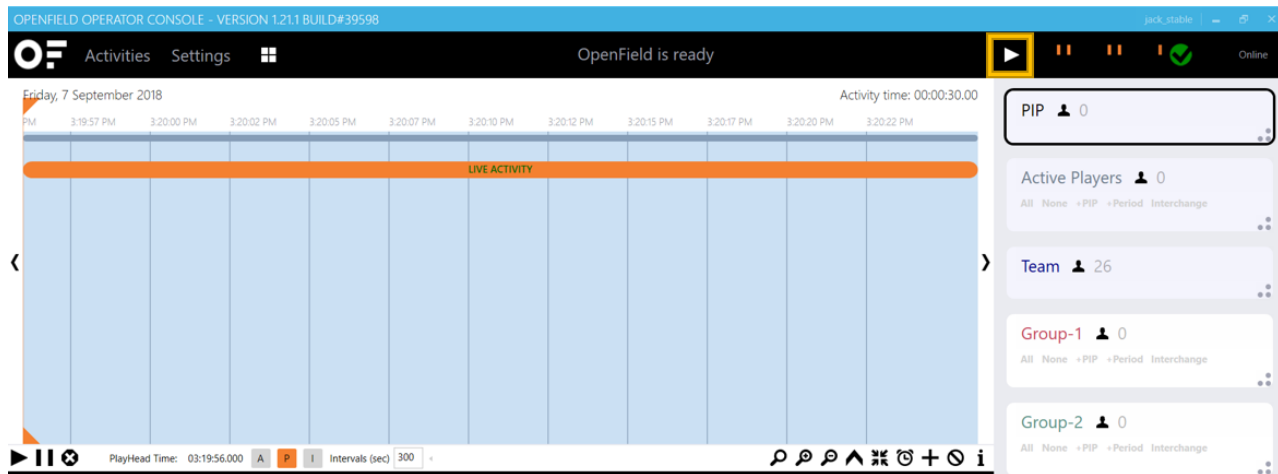 OPENFIELD OPERATOR CONSOLE - VERSION 1.21.1 BUILD#39598
jack_stable
OF Activities Settings
OpenField is ready
Online
Friday, 7 September 2018
Activity time: 00:00:30.00
PM 3:19:57 PM 3:20:00 PM 3:20:02 PM 3:20:05 PM 3:20:07 PM 3:20:10 PM 3:20:12 PM 3:20:15 PM 3:20:17 PM 3:20:20 PM 3:20:22 PM
LIVE ACTIVITY
PIP 0
Active Players 0
All None +PIP +Period Interchange
Team 26
Group-1 0
All None +PIP +Period Interchange
Group-2 0
All None +PIP +Period Interchange
PlayHead Time: 03:19:56.000 A P I Intervals (sec) 300